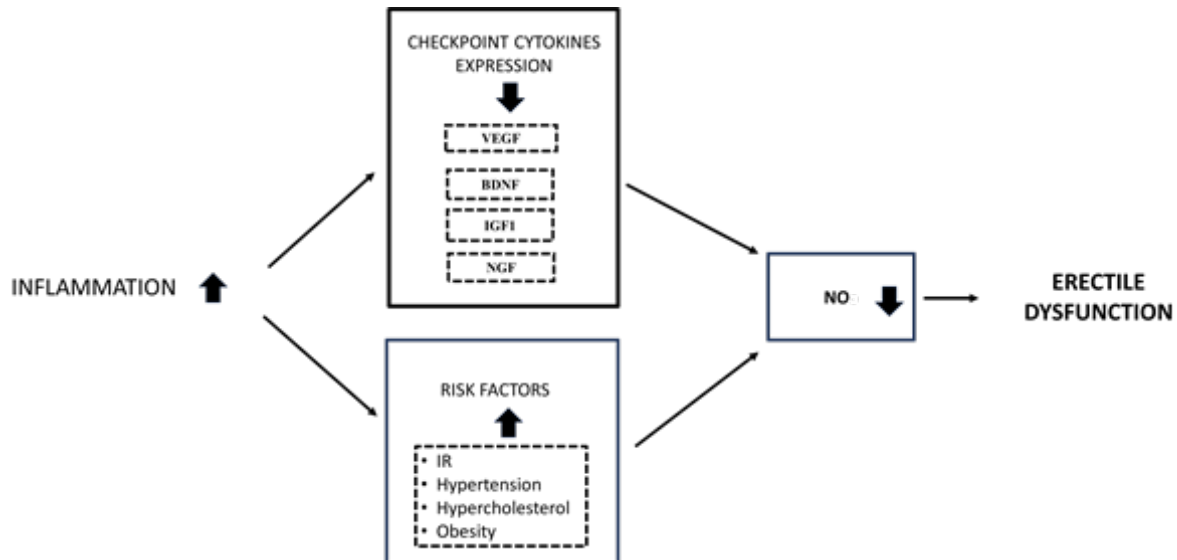 CHECKPOINT CYTOKINES
EXPRESSION
VEGF
BDNF
IGF1
NGF
INFLAMMATION
NO
ERECTILE
DYSFUNCTION
RISK FACTORS
• IR
• Hypertension
• Hypercholesterol
• Obesity